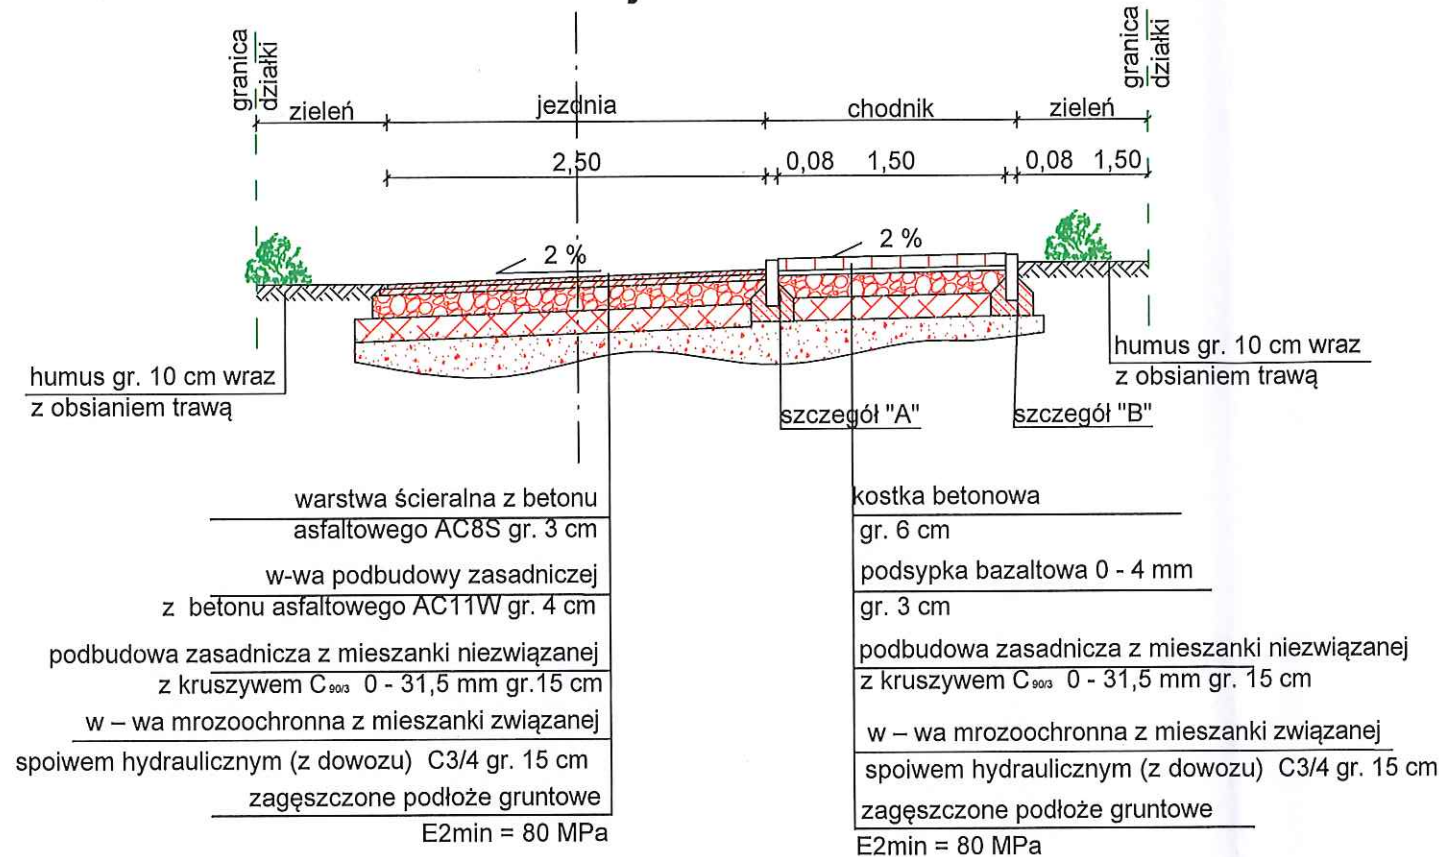 granica
działki
zieleń
jezdnia
chodnik
zieleń
granica
działki
2,50
0,08
1,50
0,08
1,50
2 %
2 %
humus gr. 10 cm wraz
z obsianiem trawą
humus gr. 10 cm wraz
z obsianiem trawą
szczegół "A"
szczegół "B"
warstwa ścieralna z betonu
asfaltowego AC8S gr. 3 cm
w-wa podbudowy zasadniczej
z betonu asfaltowego AC11W gr. 4 cm
podbudowa zasadnicza z mieszanki niezwiązanej
z kruszywem C90/3 0 - 31,5 mm gr.15 cm
w – wa mrozoochronna z mieszanki związanej
spoiwem hydraulicznym (z dowozu) C3/4 gr. 15 cm
zagęszczone podłoże gruntowe
E2min = 80 MPa
kostka betonowa
gr. 6 cm
podsypka bazaltowa 0 - 4 mm
gr. 3 cm
podbudowa zasadnicza z mieszanki niezwiązanej
z kruszywem C90/3 0 - 31,5 mm gr. 15 cm
w – wa mrozoochronna z mieszanki związanej
spoiwem hydraulicznym (z dowozu) C3/4 gr. 15 cm
zagęszczone podłoże gruntowe
E2min = 80 MPa